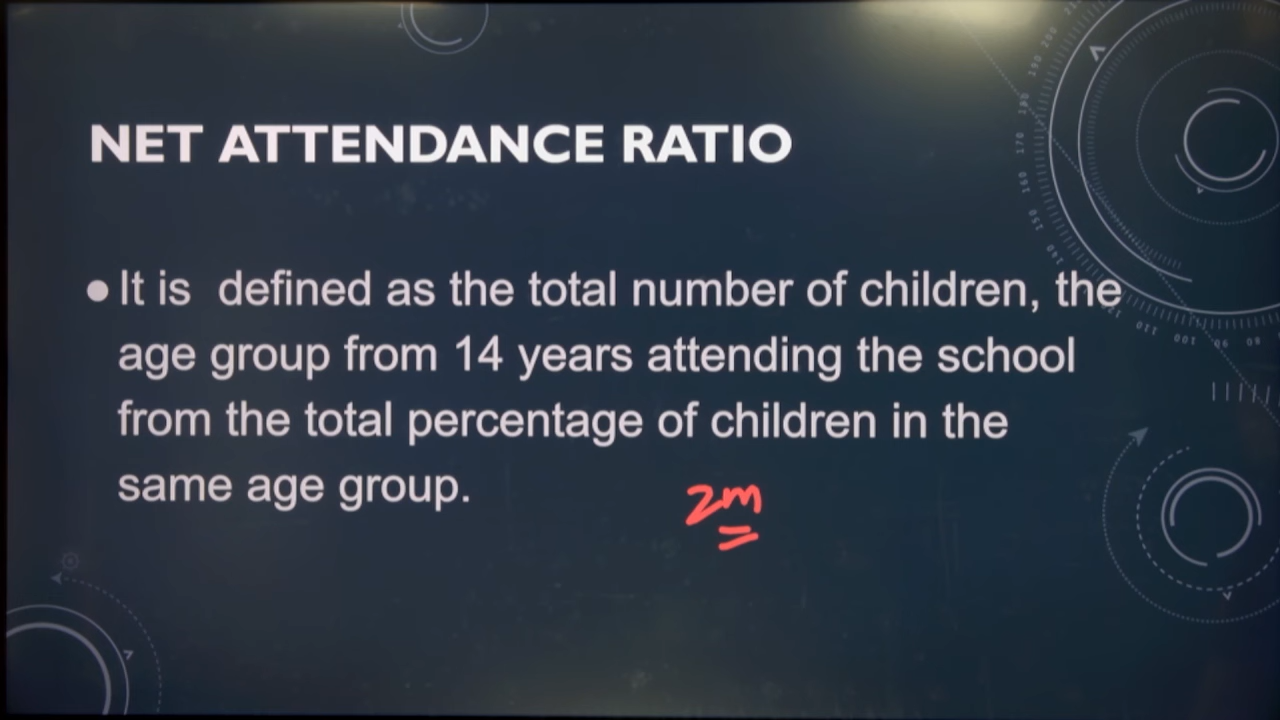 NET ATTENDANCE RATIO
● It is defined as the total number of children, the
age group from 14 years attending the school
from the total percentage of children in the
same age group.
2m